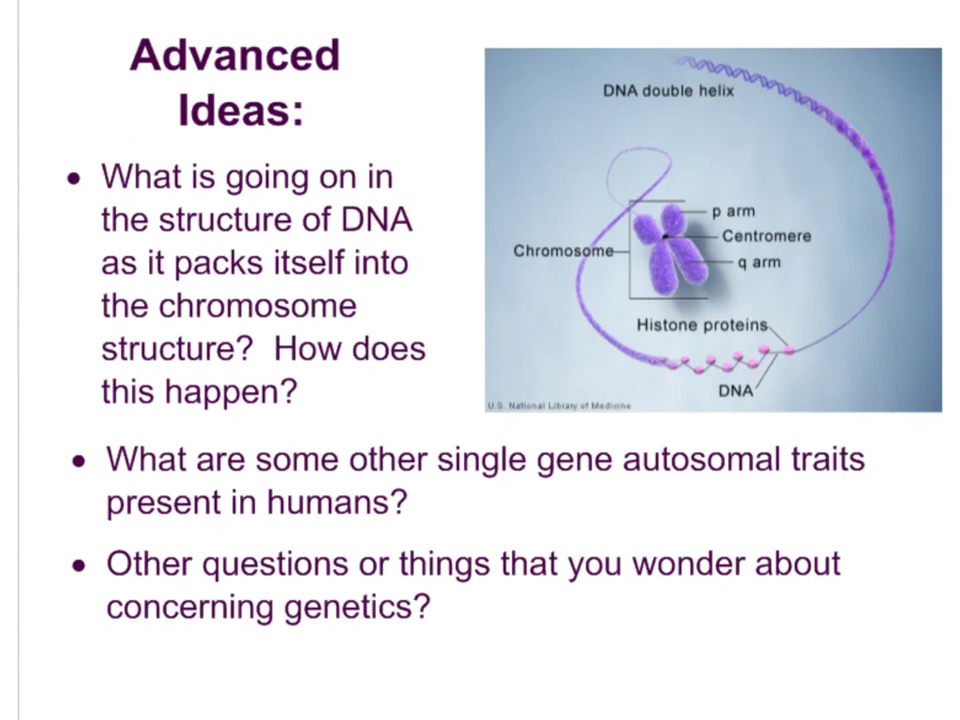 Advanced
Ideas:
• What is going on in
the structure of DNA
as it packs itself into
the chromosome
structure?  How does
this happen?
DNA double helix
p arm
Centromere
Chromosome
q arm
Histone proteins
DNA
U.S. National Library of Medicine
• What are some other single gene autosomal traits
present in humans?
• Other questions or things that you wonder about
concerning genetics?